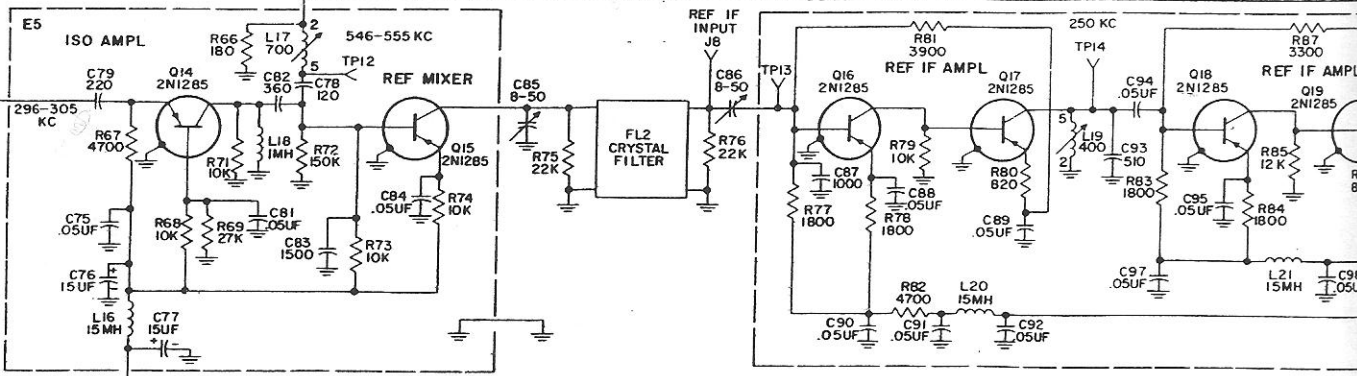 E5
ISO AMPL
R66
180
L17
700
2
5
546-555 KC
TP12
C79
220
Q14
2N1285
C82
360
C78
120
REF MIXER
296-305
KC
R67
4700
R71
10K
L18
1MH
R72
150K
Q15
2N1285
C84
.05UF
R74
10K
C75
.05UF
R68
10K
R69
27K
C81
.05UF
C83
1500
R73
10K
C76
15UF
+
L16
15MH
C77
15UF
+
-
C85
8-50
R75
22K
FL2
CRYSTAL
FILTER
REF IF
INPUT
J8
C86
8-50
R76
22K
TP13
R81
3900
REF IF AMPL
Q16
2N1285
Q17
2N1285
250 KC
TP14
R79
10K
C87
1000
C88
.05UF
R77
1800
R78
1800
R80
820
C89
.05UF
5
L19
400
2
C94
.05UF
C93
510
R82
4700
L20
15MH
C90
.05UF
C91
.05UF
C92
.05UF
R87
3300
REF IF AMPL
Q18
2N1285
Q19
2N1285
R83
1800
R85
12K
C95
.05UF
R84
1800
C97
.05UF
L21
15MH